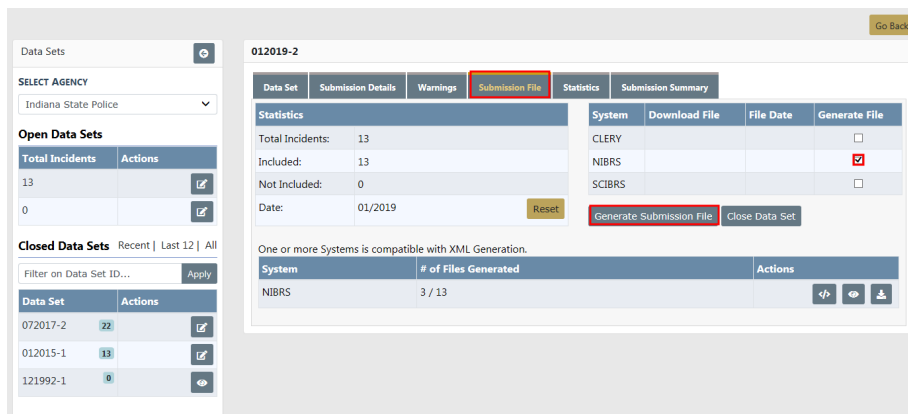 Go Back
Data Sets
SELECT AGENCY
Indiana State Police
Open Data Sets
Total Incidents Actions
13
0
Closed Data Sets Recent | Last 12 | All
Filter on Data Set ID... Apply
Data Set Actions
072017-2 22
012015-1 13
121992-1 0
012019-2
Data Set Submission Details Warnings Submission File Statistics Submission Summary
Statistics
Total Incidents: 13
Included: 13
Not Included: 0
Date: 01/2019 Reset
System Download File File Date Generate File
CLERY
NIBRS
SCIBRS
Generate Submission File Close Data Set
One or more Systems is compatible with XML Generation.
System # of Files Generated Actions
NIBRS 3 / 13 </>